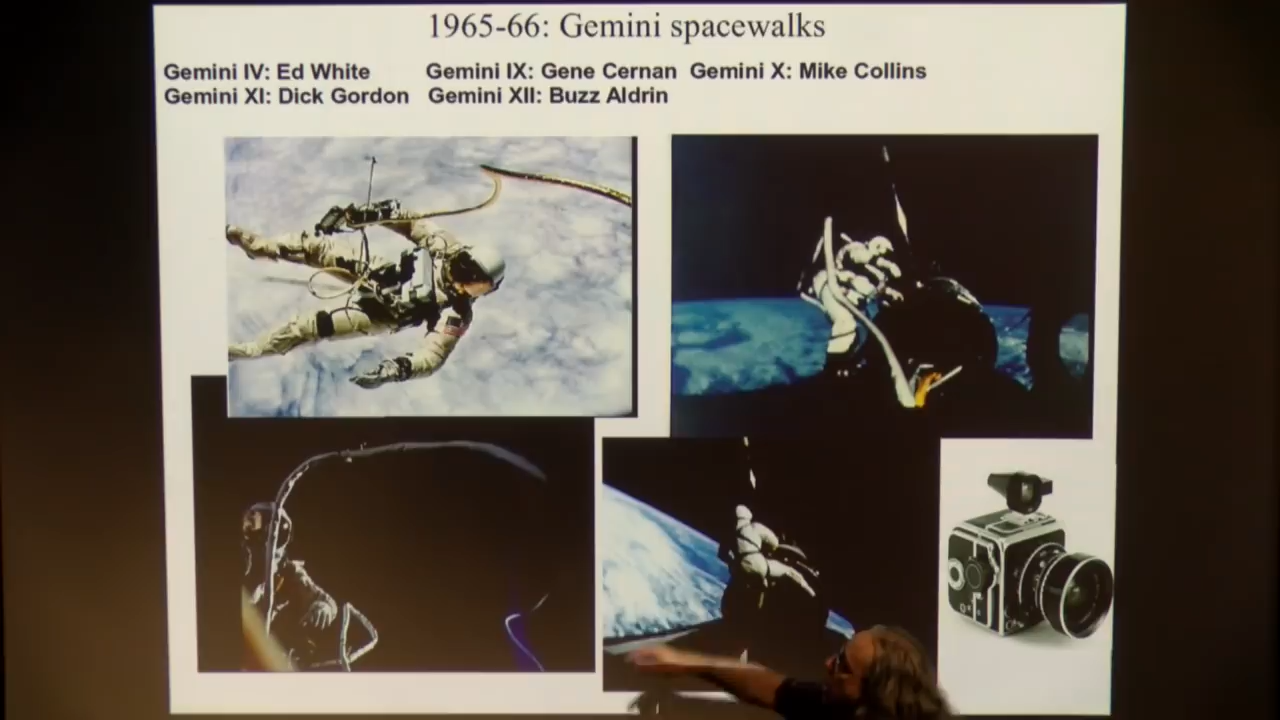 1965-66: Gemini spacewalks
Gemini IV: Ed White Gemini IX: Gene Cernan Gemini X: Mike Collins
Gemini XI: Dick Gordon Gemini XII: Buzz Aldrin